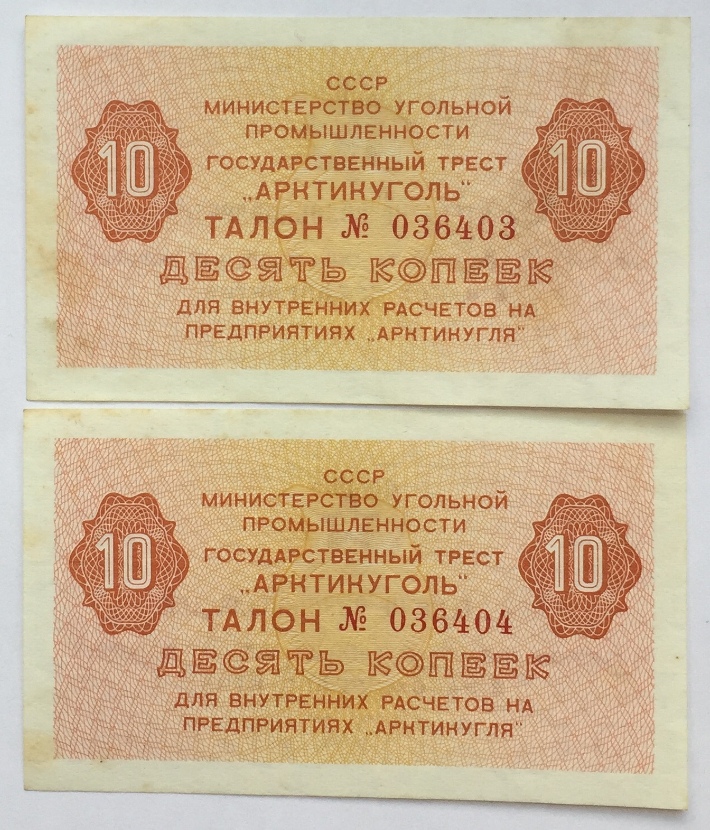 СССР
МИНИСТЕРСТВО УГОЛЬНОЙ
ПРОМЫШЛЕННОСТИ
ГОСУДАРСТВЕННЫЙ ТРЕСТ
„АРКТИКУГОЛЬ"
10 10
ТАЛОН № 036403
ДЕСЯТЬ КОПЕЕК
ДЛЯ ВНУТРЕННИХ РАСЧЕТОВ НА
ПРЕДПРИЯТИЯХ „АРКТИКУГЛЯ"
СССР
МИНИСТЕРСТВО УГОЛЬНОЙ
ПРОМЫШЛЕННОСТИ
ГОСУДАРСТВЕННЫЙ ТРЕСТ
10 10
„АРКТИКУГОЛЬ"
ТАЛОН № 036404
ДЕСЯТЬ КОПЕЕК
ДЛЯ ВНУТРЕННИХ РАСЧЕТОВ НА
ПРЕДПРИЯТИЯХ „АРКТИКУГЛЯ"